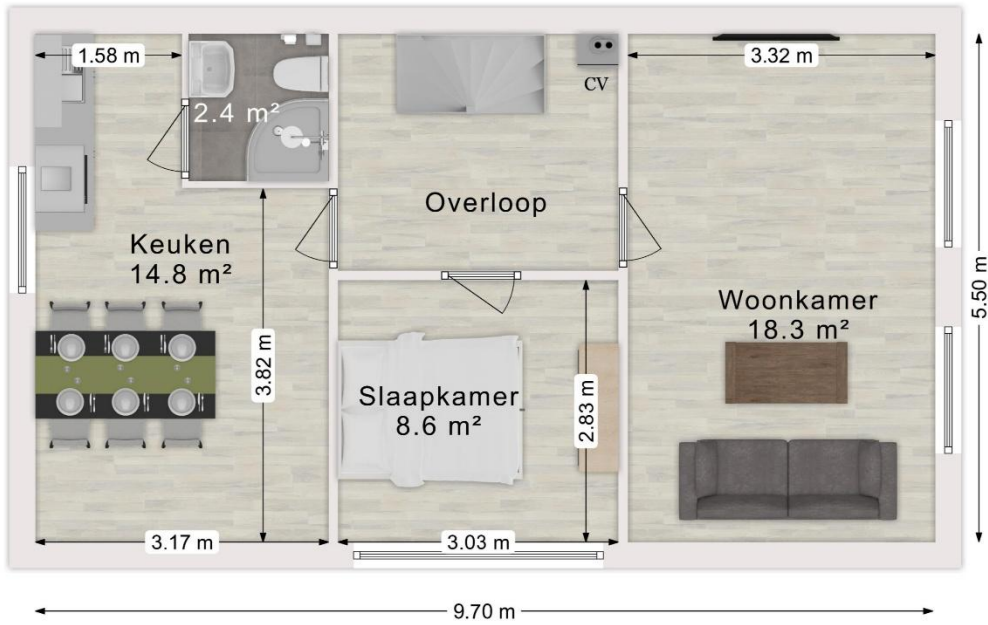 1.58 m
3.32 m
CV
2.4 m²
Overloop
Keuken
14.8 m²
Woonkamer
18.3 m²
5.50 m
3.82 m
Slaapkamer
8.6 m²
2.83 m
3.17 m
3.03 m
9.70 m